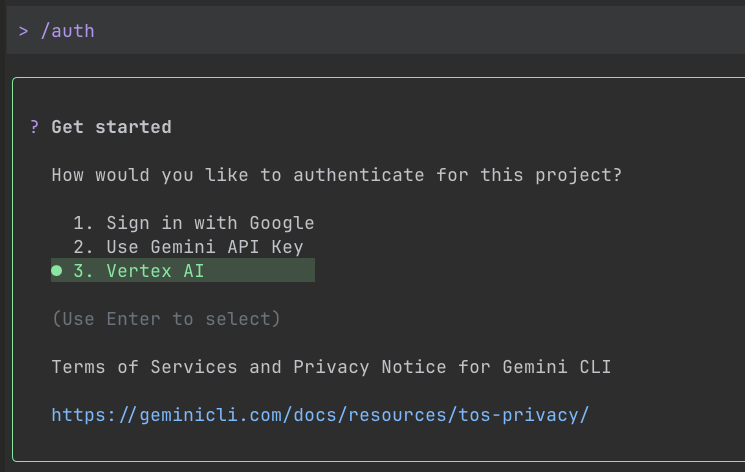 > /auth
? Get started
How would you like to authenticate for this project?
1. Sign in with Google
2. Use Gemini API Key
● 3. Vertex AI
(Use Enter to select)
Terms of Services and Privacy Notice for Gemini CLI
https://geminicli.com/docs/resources/tos-privacy/